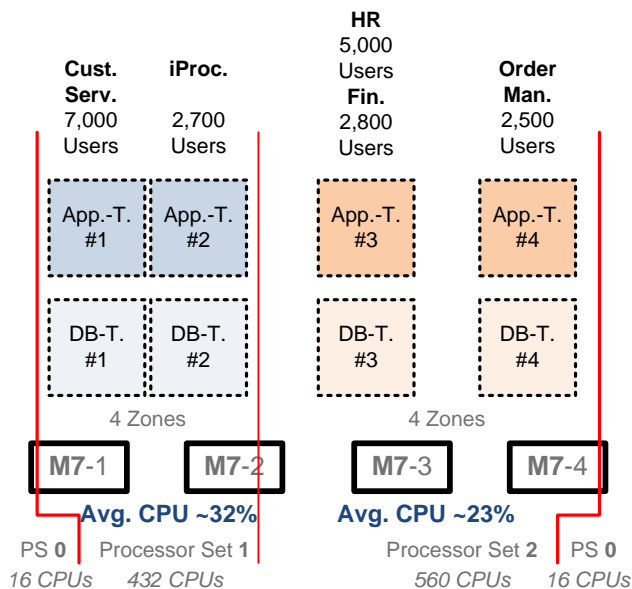 HR
5,000
Users
Cust.
Serv.
7,000
Users
iProc.
2,700
Users
Fin.
2,800
Users
Order
Man.
2,500
Users
App.-T.
#1
App.-T.
#2
App.-T.
#3
App.-T.
#4
DB-T.
#1
DB-T.
#2
DB-T.
#3
DB-T.
#4
4 Zones
4 Zones
M7-1
M7-2
M7-3
M7-4
Avg. CPU ~32%
Avg. CPU ~23%
PS 0
Processor Set 1
Processor Set 2
PS 0
16 CPUs
432 CPUs
560 CPUs
16 CPUs